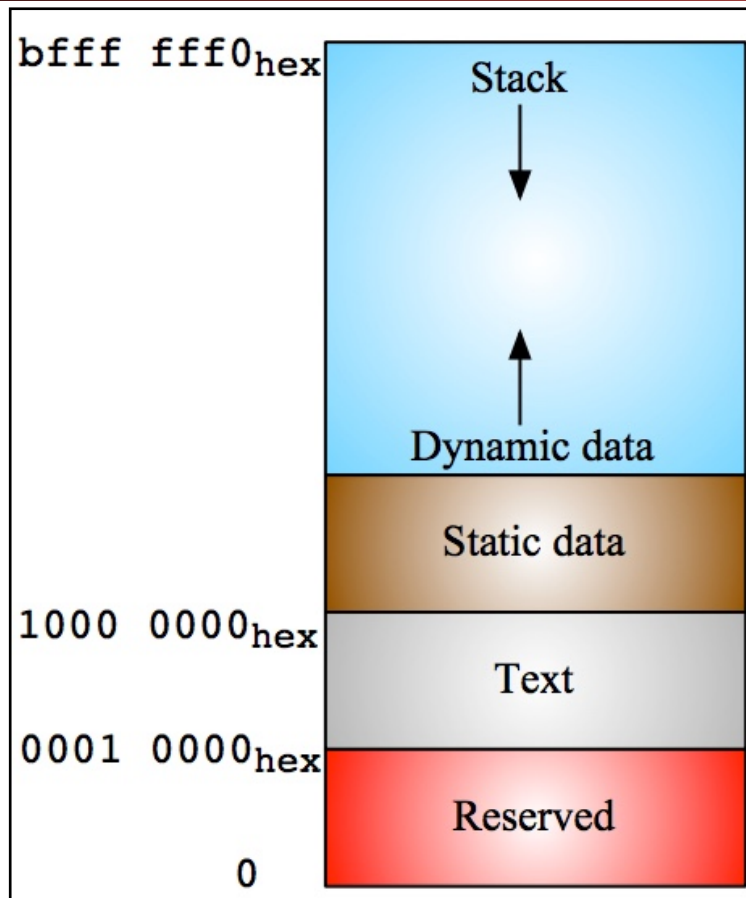 bfff fff0hex
Stack
Dynamic data
Static data
1000 0000hex
Text
0001 0000hex
Reserved
0